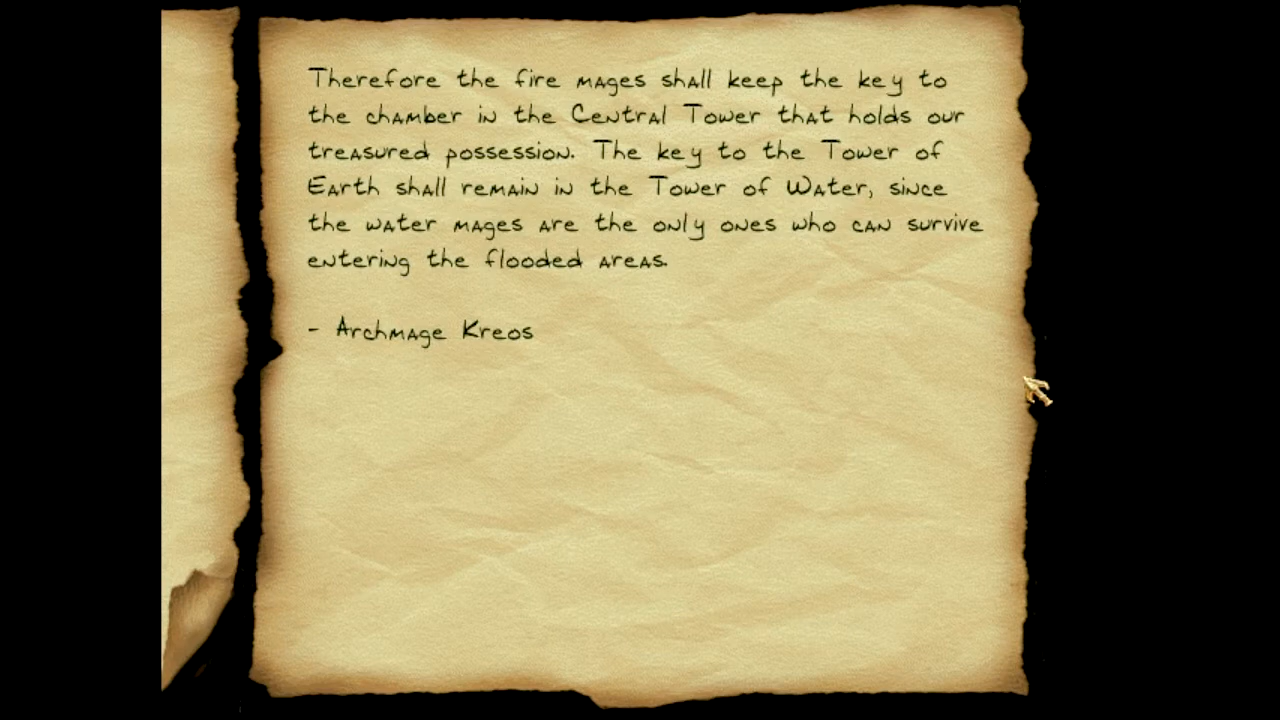 Therefore the fire mages shall keep the key to
the chamber in the Central Tower that holds our
treasured possession. The key to the Tower of
Earth shall remain in the Tower of Water, since
the water mages are the only ones who can survive
entering the flooded areas.
- Archmage Kreos